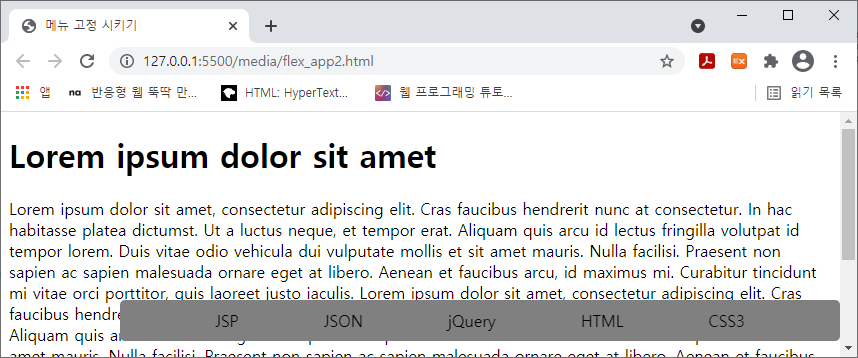 메뉴 고정 시키기
127.0.0.1:5500/media/flex_app2.html
앱 na 반응형 웹 뚝딱 만... HTML: HyperText... 웹 프로그래밍 튜토... 읽기 목록
Lorem ipsum dolor sit amet
Lorem ipsum dolor sit amet, consectetur adipiscing elit. Cras faucibus hendrerit nunc at consectetur. In hac
habitasse platea dictumst. Ut a luctus neque, et tempor erat. Aliquam quis arcu id lectus fringilla volutpat id
tempor lorem. Duis vitae odio vehicula dui vulputate mollis et sit amet mauris. Nulla facilisi. Praesent non
sapien ac sapien malesuada ornare eget at libero. Aenean et faucibus arcu, id maximus mi. Curabitur tincidunt
mi vitae orci porttitor, quis laoreet justo iaculis. Lorem ipsum dolor sit amet, consectetur adipiscing elit. Cras
faucibus hen
JSP JSON jQuery HTML CSS3
Aliquam quis a
amet mauris. Nulla facilisi. Praesent non sapien ac sapien malesuada ornare eget at libero. Aenean et faucibus